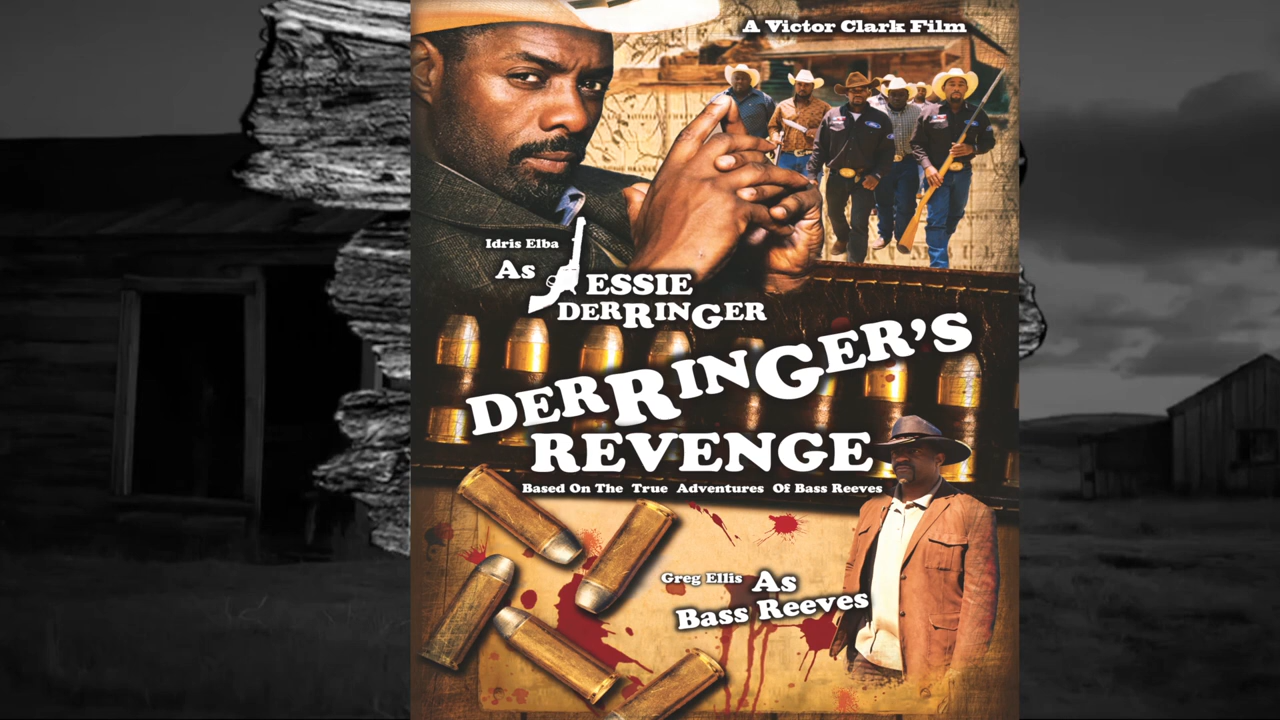 A Victor Clark Film
Idris Elba
As JESSIE
DERRINGER
DERRINGER'S
REVENGE
Based On The True Adventures Of Bass Reeves
Greg Ellis As
Bass Reeves